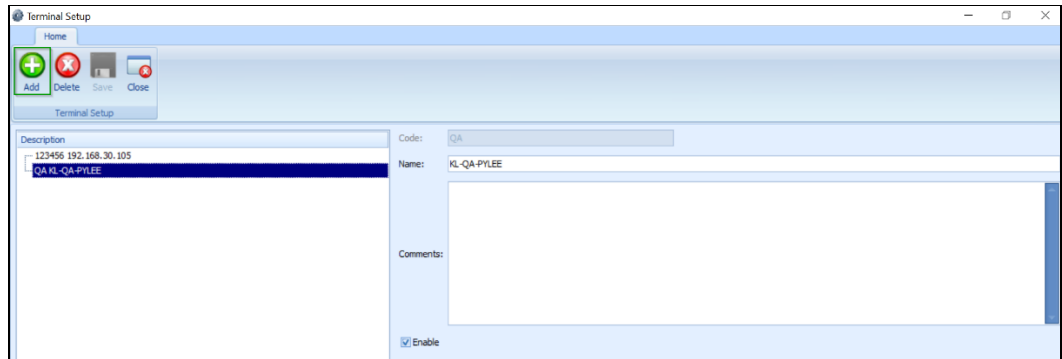 Terminal Setup
Home
Add Delete Save Close
Terminal Setup
Description
123456 192.168.30.105
QA KL-QA-PYLEE
Code: QA
Name: KL-QA-PYLEE
Comments:
Enable